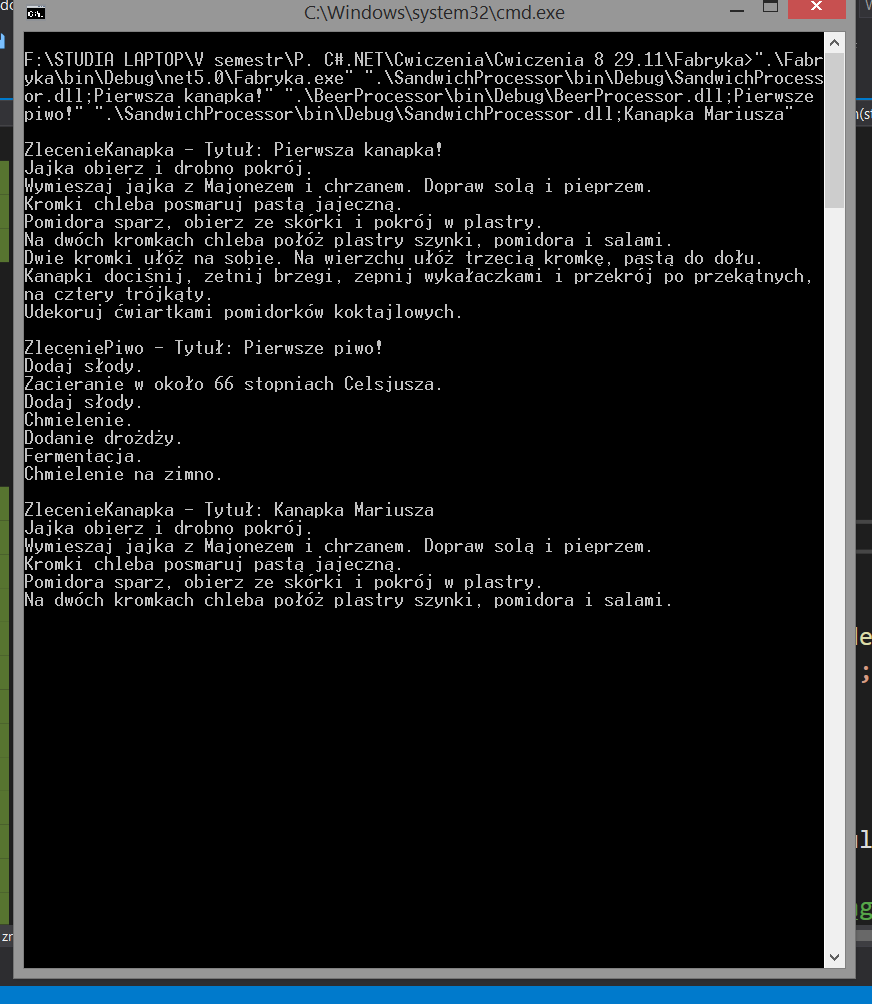 C:\Windows\system32\cmd.exe
F:\STUDIA LAPTOP\V semestr\P. C#.NET\Cwiczenia\Cwiczenia 8 29.11\Fabryka>".\Fabr
yka\bin\Debug\net5.0\Fabryka.exe" ".\SandwichProcessor\bin\Debug\SandwichProcess
or.dll;Pierwsza kanapka!" ".\BeerProcessor\bin\Debug\BeerProcessor.dll;Pierwsze
piwo!" ".\SandwichProcessor\bin\Debug\SandwichProcessor.dll;Kanapka Mariusza"
ZlecenieKanapka - Tytuł: Pierwsza kanapka!
Jajka obierz i drobno pokrój.
Wymieszaj jajka z Majonezem i chrzanem. Dopraw solą i pieprzem.
Kromki chleba posmaruj pastą jajeczną.
Pomidora sparz, obierz ze skórki i pokrój w plastry.
Na dwóch kromkach chleba połóż plastry szynki, pomidora i salami.
Dwie kromki ułóż na sobie. Na wierzchu ułóż trzecią kromkę, pastą do dołu.
Kanapki dociśnij, zetnij brzegi, zepnij wykałaczkami i przekrój po przekątnych,
na cztery trójkąty.
Udekoruj ćwiartkami pomidorków koktajlowych.
ZleceniePiwo - Tytuł: Pierwsze piwo!
Dodaj słody.
Zacieranie w około 66 stopniach Celsjusza.
Dodaj słody.
Chmielenie.
Dodanie drożdży.
Fermentacja.
Chmielenie na zimno.
ZlecenieKanapka - Tytuł: Kanapka Mariusza
Jajka obierz i drobno pokrój.
Wymieszaj jajka z Majonezem i chrzanem. Dopraw solą i pieprzem.
Kromki chleba posmaruj pastą jajeczną.
Pomidora sparz, obierz ze skórki i pokrój w plastry.
Na dwóch kromkach chleba połóż plastry szynki, pomidora i salami.